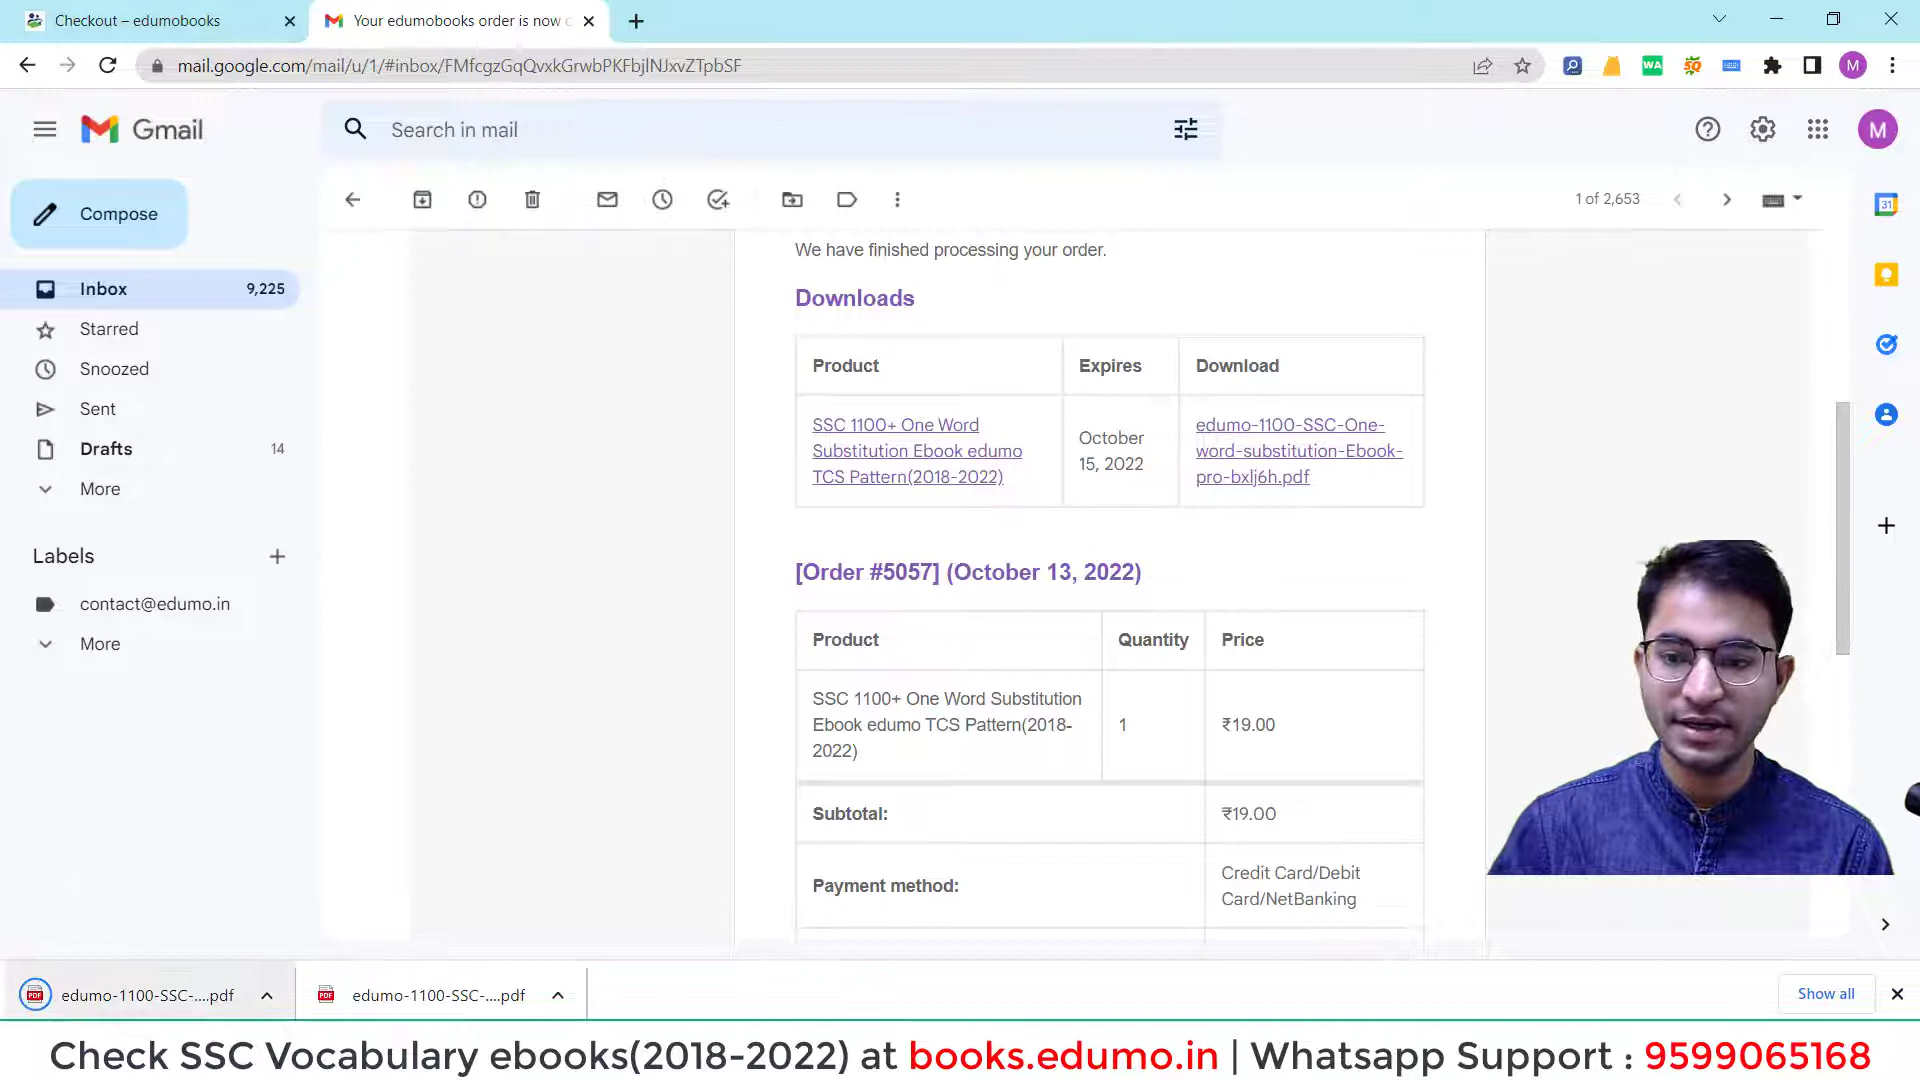 Checkout – edumobooks
Your edumobooks order is now c
mail.google.com/mail/u/1/#inbox/FMfcgzGqQvxkGrwbPKFbjlNJxvZTpbSF
M
Gmail
Search in mail
M
Compose
1 of 2,653
31
Inbox 9,225
Starred
Snoozed
Sent
Drafts 14
More
Labels
contact@edumo.in
More
We have finished processing your order.
Downloads
Product Expires Download
SSC 1100+ One Word
Substitution Ebook edumo
TCS Pattern(2018-2022)
October
15, 2022
edumo-1100-SSC-One-
word-substitution-Ebook-
pro-bxlj6h.pdf
[Order #5057] (October 13, 2022)
Product Quantity Price
SSC 1100+ One Word Substitution
Ebook edumo TCS Pattern(2018-
2022)
1
₹19.00
Subtotal: ₹19.00
Payment method:
Credit Card/Debit
Card/NetBanking
PDF edumo-1100-SSC-....pdf
PDF edumo-1100-SSC-....pdf
Show all
Check SSC Vocabulary ebooks(2018-2022) at books.edumo.in | Whatsapp Support : 9599065168